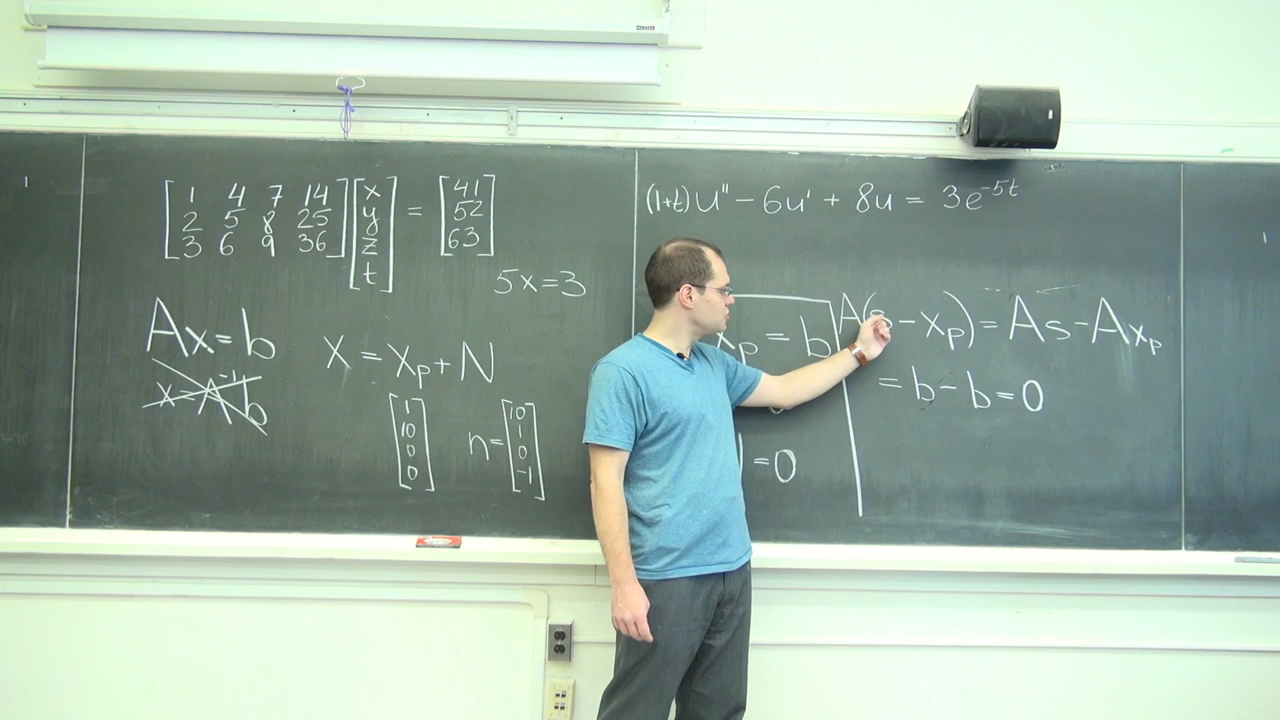 [1 4 7 14] [x] = [41]
[2 5 8 25] [y] [52]
[3 6 9 36] [z] [63]
[t]
5x=3
Ax=b
x=A⁻¹b
x = xₚ+N
[1] n= [10]
[10] [1]
[0] [0]
[0] [-1]
(1+t)u'' - 6u' + 8u = 3e^{-5t}
xₚ = b
=0
A(s-xₚ)=As-Axₚ
=b-b=0